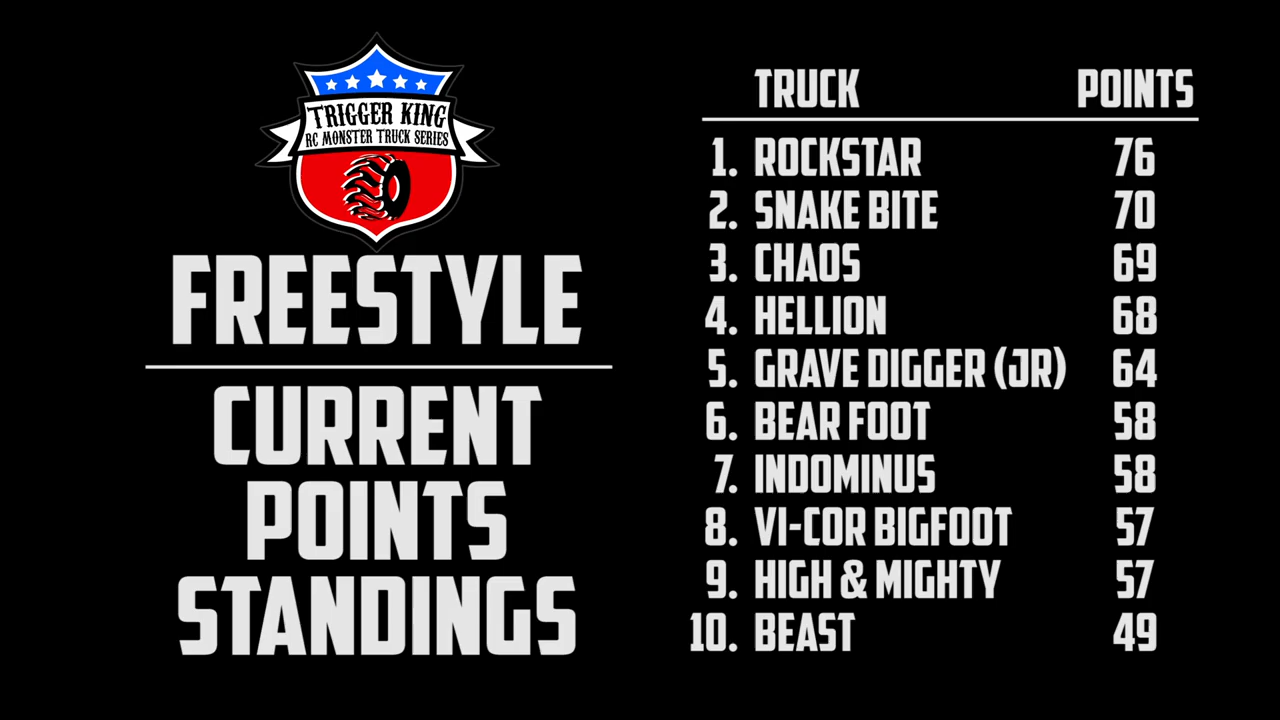 TRIGGER KING
RC MONSTER TRUCK SERIES
FREESTYLE
CURRENT
POINTS
STANDINGS
TRUCK POINTS
1. ROCKSTAR 76
2. SNAKE BITE 70
3. CHAOS 69
4. HELLION 68
5. GRAVE DIGGER (JR) 64
6. BEAR FOOT 58
7. INDOMINUS 58
8. VI-COR BIGFOOT 57
9. HIGH & MIGHTY 57
10. BEAST 49